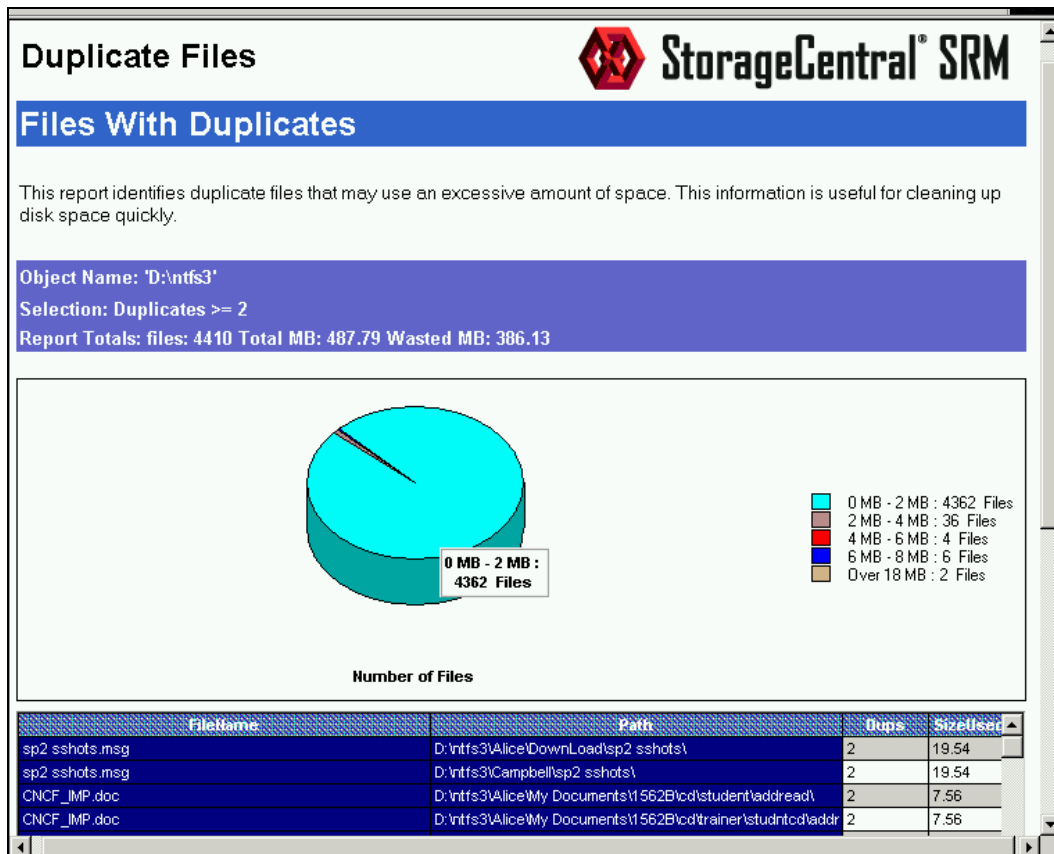 Duplicate Files
StorageCentral® SRM
Files With Duplicates
This report identifies duplicate files that may use an excessive amount of space. This information is useful for cleaning up
disk space quickly.
Object Name: 'D:\ntfs3'
Selection: Duplicates >= 2
Report Totals: files: 4410 Total MB: 487.79 Wasted MB: 386.13
0 MB - 2 MB : 4362 Files
2 MB - 4 MB : 36 Files
4 MB - 6 MB : 4 Files
6 MB - 8 MB : 6 Files
Over 18 MB : 2 Files
0 MB - 2 MB :
4362 Files
Number of Files
FileName Path Dups SizeUsed
sp2 sshots.msg D:\ntfs3\Alice\DownLoad\sp2 sshots\ 2 19.54
sp2 sshots.msg D:\ntfs3\Campbell\sp2 sshots\ 2 19.54
CNCF_IMP.doc D:\ntfs3\Alice\My Documents\1562B\cd\student\addread\ 2 7.56
CNCF_IMP.doc D:\ntfs3\Alice\My Documents\1562B\cd\trainer\studntcd\addr 2 7.56